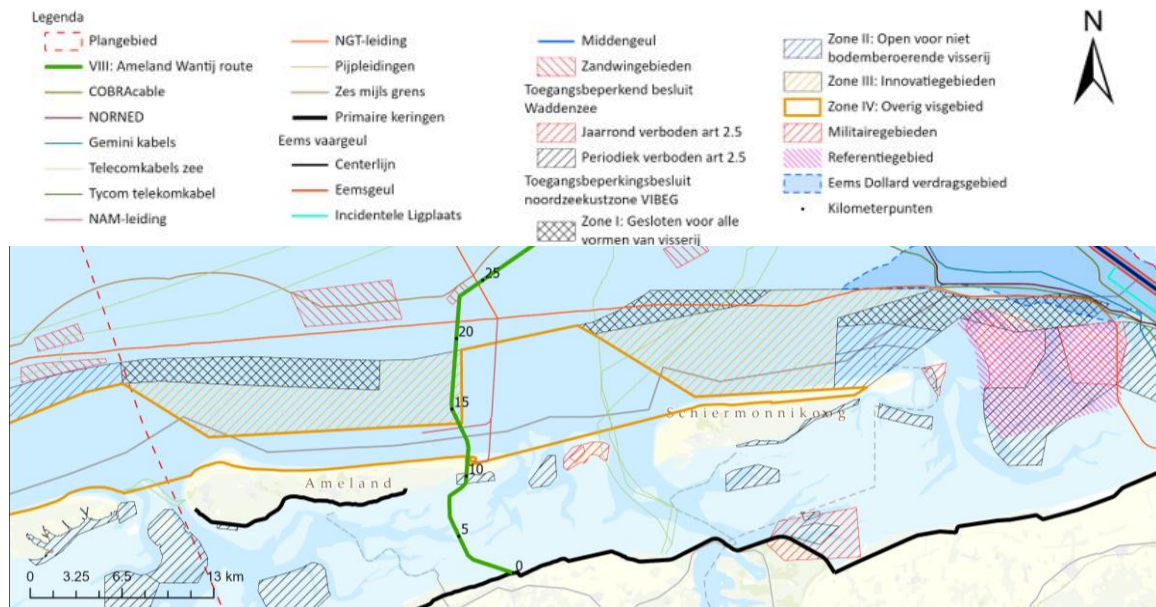 Legenda
Plangebied
VIII: Ameland Wantij route
COBRAcable
NORNED
Gemini kabels
Telecomkabels zee
Tycom telekomkabel
NAM-leiding
NGT-leiding
Pijpleidingen
Zes mijls grens
Primaire keringen
Eems vaargeul
Centerlijn
Eemsgeul
Incidentele Ligplaats
Middengeul
Zandwingebieden
Toegangsbeperkend besluit
Waddenzee
Jaarrond verboden art 2.5
Periodiek verboden art 2.5
Toegangsbeperkingsbesluit
noordzeekustzone VIBEG
Zone I: Gesloten voor alle
vormen van visserij
Zone II: Open voor niet
bodemberoerende visserij
Zone III: Innovatiegebieden
Zone IV: Overig visgebied
Militairegebieden
Referentiegebied
Eems Dollard verdragsgebied
Kilometerpunten
N
25
20
15
Schiermonnikoog
10
Ameland
5
0
0 3.25 6.5 13 km